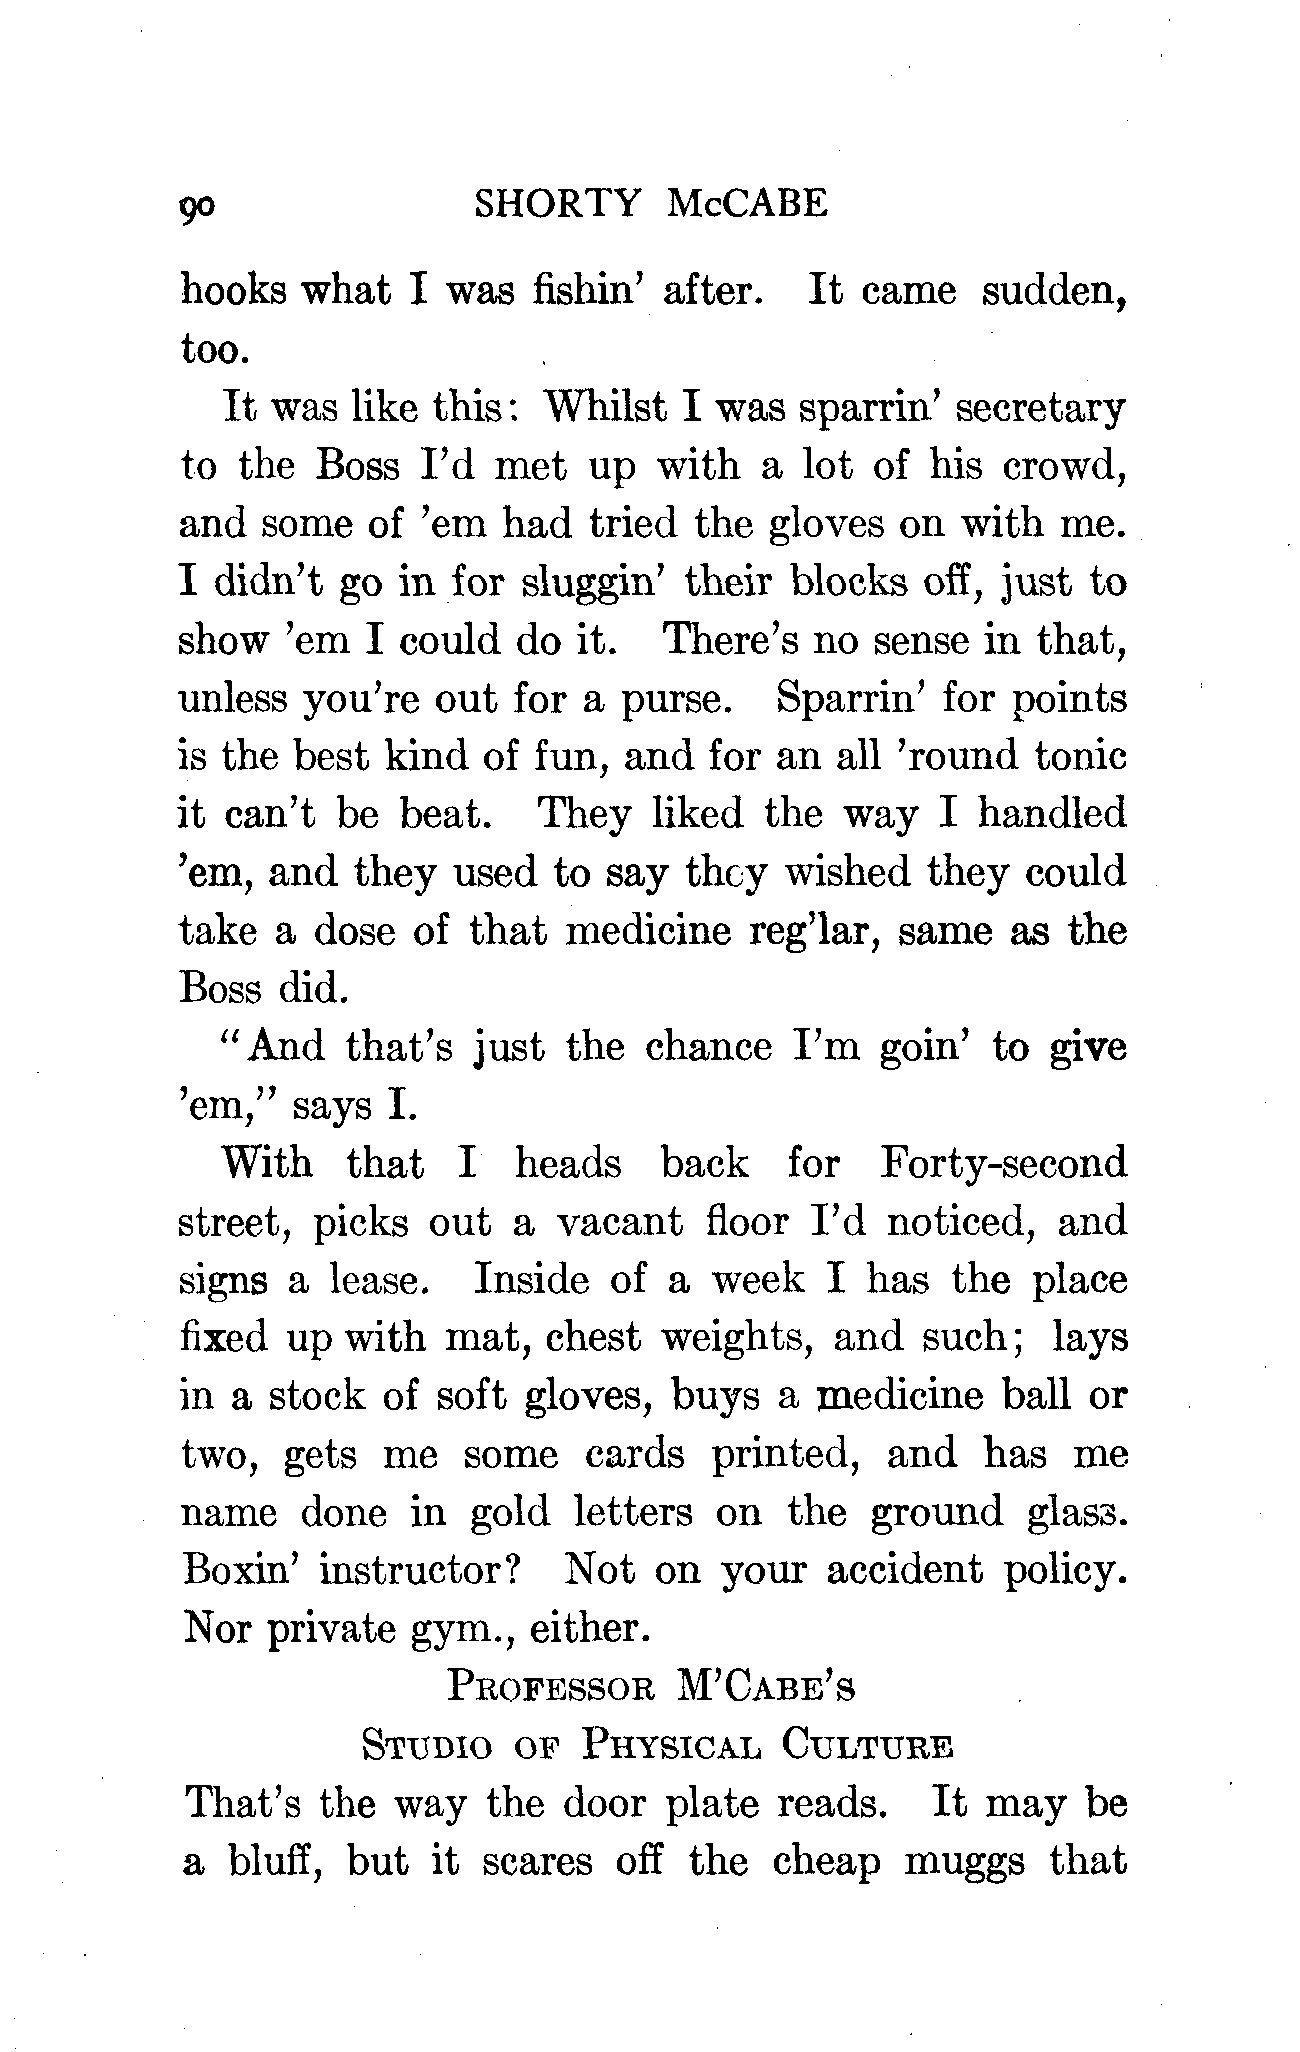 90 SHORTY McCABE
hooks what I was fishin' after. It came sudden,
too.
It was like this: Whilst I was sparrin' secretary
to the Boss I'd met up with a lot of his crowd,
and some of 'em had tried the gloves on with me.
I didn't go in for sluggin' their blocks off, just to
show 'em I could do it. There's no sense in that,
unless you're out for a purse. Sparrin' for points
is the best kind of fun, and for an all 'round tonic
it can't be beat. They liked the way I handled
'em, and they used to say they wished they could
take a dose of that medicine reg'lar, same as the
Boss did.
"And that's just the chance I'm goin' to give
'em," says I.
With that I heads back for Forty-second
street, picks out a vacant floor I'd noticed, and
signs a lease. Inside of a week I has the place
fixed up with mat, chest weights, and such; lays
in a stock of soft gloves, buys a medicine ball or
two, gets me some cards printed, and has me
name done in gold letters on the ground glass.
Boxin' instructor? Not on your accident policy.
Nor private gym., either.
PROFESSOR M'CABE'S
STUDIO OF PHYSICAL CULTURE
That's the way the door plate reads. It may be
a bluff, but it scares off the cheap muggs that